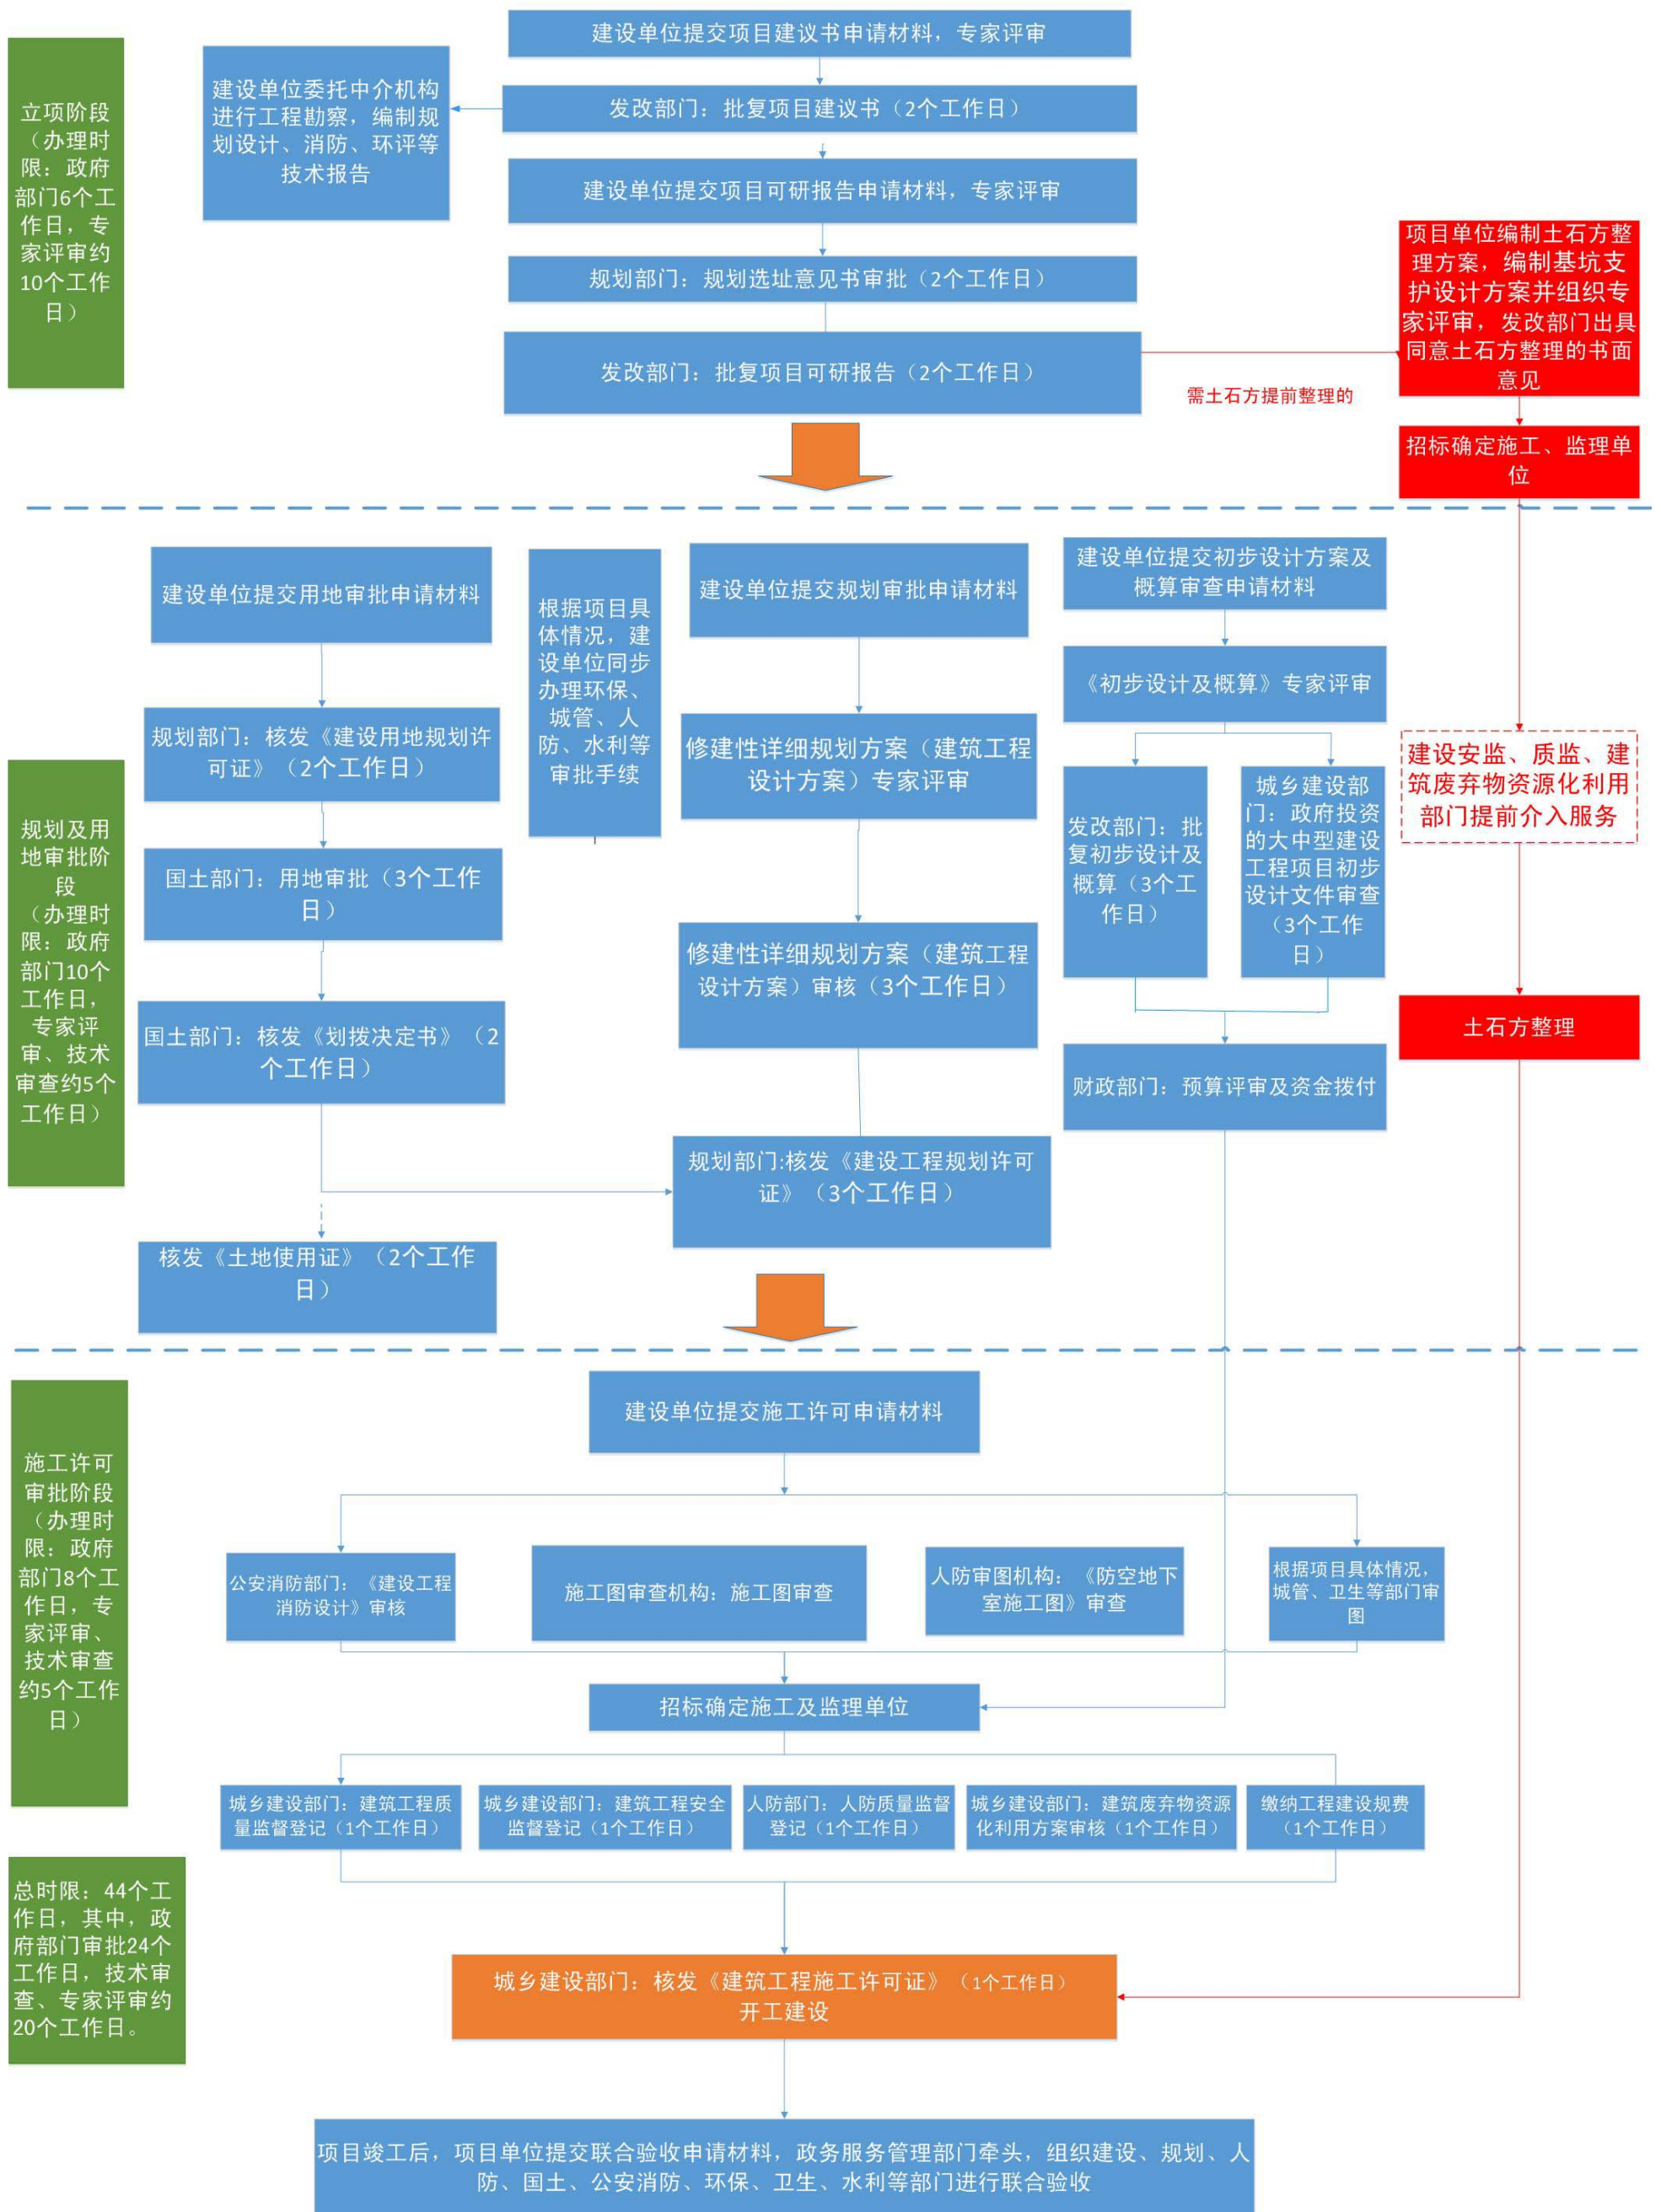 立项阶段
（办理时
限：政府
部门6个工
作日，专
家评审约
10个工作
日）
建设单位提交项目建议书申请材料，专家评审
建设单位委托中介机构
进行工程勘察，编制规
划设计、消防、环评等
技术报告
发改部门：批复项目建议书（2个工作日）
建设单位提交项目可研报告申请材料，专家评审
规划部门：规划选址意见书审批（2个工作日）
发改部门：批复项目可研报告（2个工作日）
需土石方提前整理的
项目单位编制土石方整
理方案，编制基坑支
护设计方案并组织专
家评审，发改部门出具
同意土石方整理的书面
意见
招标确定施工、监理单
位
规划及用
地审批阶
段
（办理时
限：政府
部门10个
工作日，
专家评
审、技术
审查约5个
工作日）
建设单位提交用地审批申请材料
规划部门：核发《建设用地规划许
可证》（2个工作日）
国土部门：用地审批（3个工作
日）
国土部门：核发《划拨决定书》（2
个工作日）
核发《土地使用证》（2个工作
日）
根据项目具
体情况，建
设单位同步
办理环保、
城管、人
防、水利等
审批手续
建设单位提交规划审批申请材料
修建性详细规划方案（建筑工程
设计方案）专家评审
修建性详细规划方案（建筑工程
设计方案）审核（3个工作日）
规划部门:核发《建设工程规划许可
证》（3个工作日）
建设单位提交初步设计方案及
概算审查申请材料
《初步设计及概算》专家评审
发改部门：批
复初步设计及
概算（3个工
作日）
城乡建设部
门：政府投资
的大中型建设
工程项目初步
设计文件审查
（3个工作
日）
财政部门：预算评审及资金拨付
建设安监、质监、建
筑废弃物资源化利用
部门提前介入服务
土石方整理
施工许可
审批阶段
（办理时
限：政府
部门8个工
作日，专
家评审、
技术审查
约5个工作
日）
建设单位提交施工许可申请材料
公安消防部门：《建设工程
消防设计》审核
施工图审查机构：施工图审查
人防审图机构：《防空地下
室施工图》审查
根据项目具体情况，
城管、卫生等部门审
图
招标确定施工及监理单位
城乡建设部门：建筑工程质
量监督登记（1个工作日）
城乡建设部门：建筑工程安全
监督登记（1个工作日）
人防部门：人防质量监督
登记（1个工作日）
城乡建设部门：建筑废弃物资源
化利用方案审核（1个工作日）
缴纳工程建设规费
（1个工作日）
总时限：44个工
作日，其中，政
府部门审批24个
工作日，技术审
查、专家评审约
20个工作日。
城乡建设部门：核发《建筑工程施工许可证》（1个工作日）
开工建设
项目竣工后，项目单位提交联合验收申请材料，政务服务管理部门牵头，组织建设、规划、人
防、国土、公安消防、环保、卫生、水利等部门进行联合验收